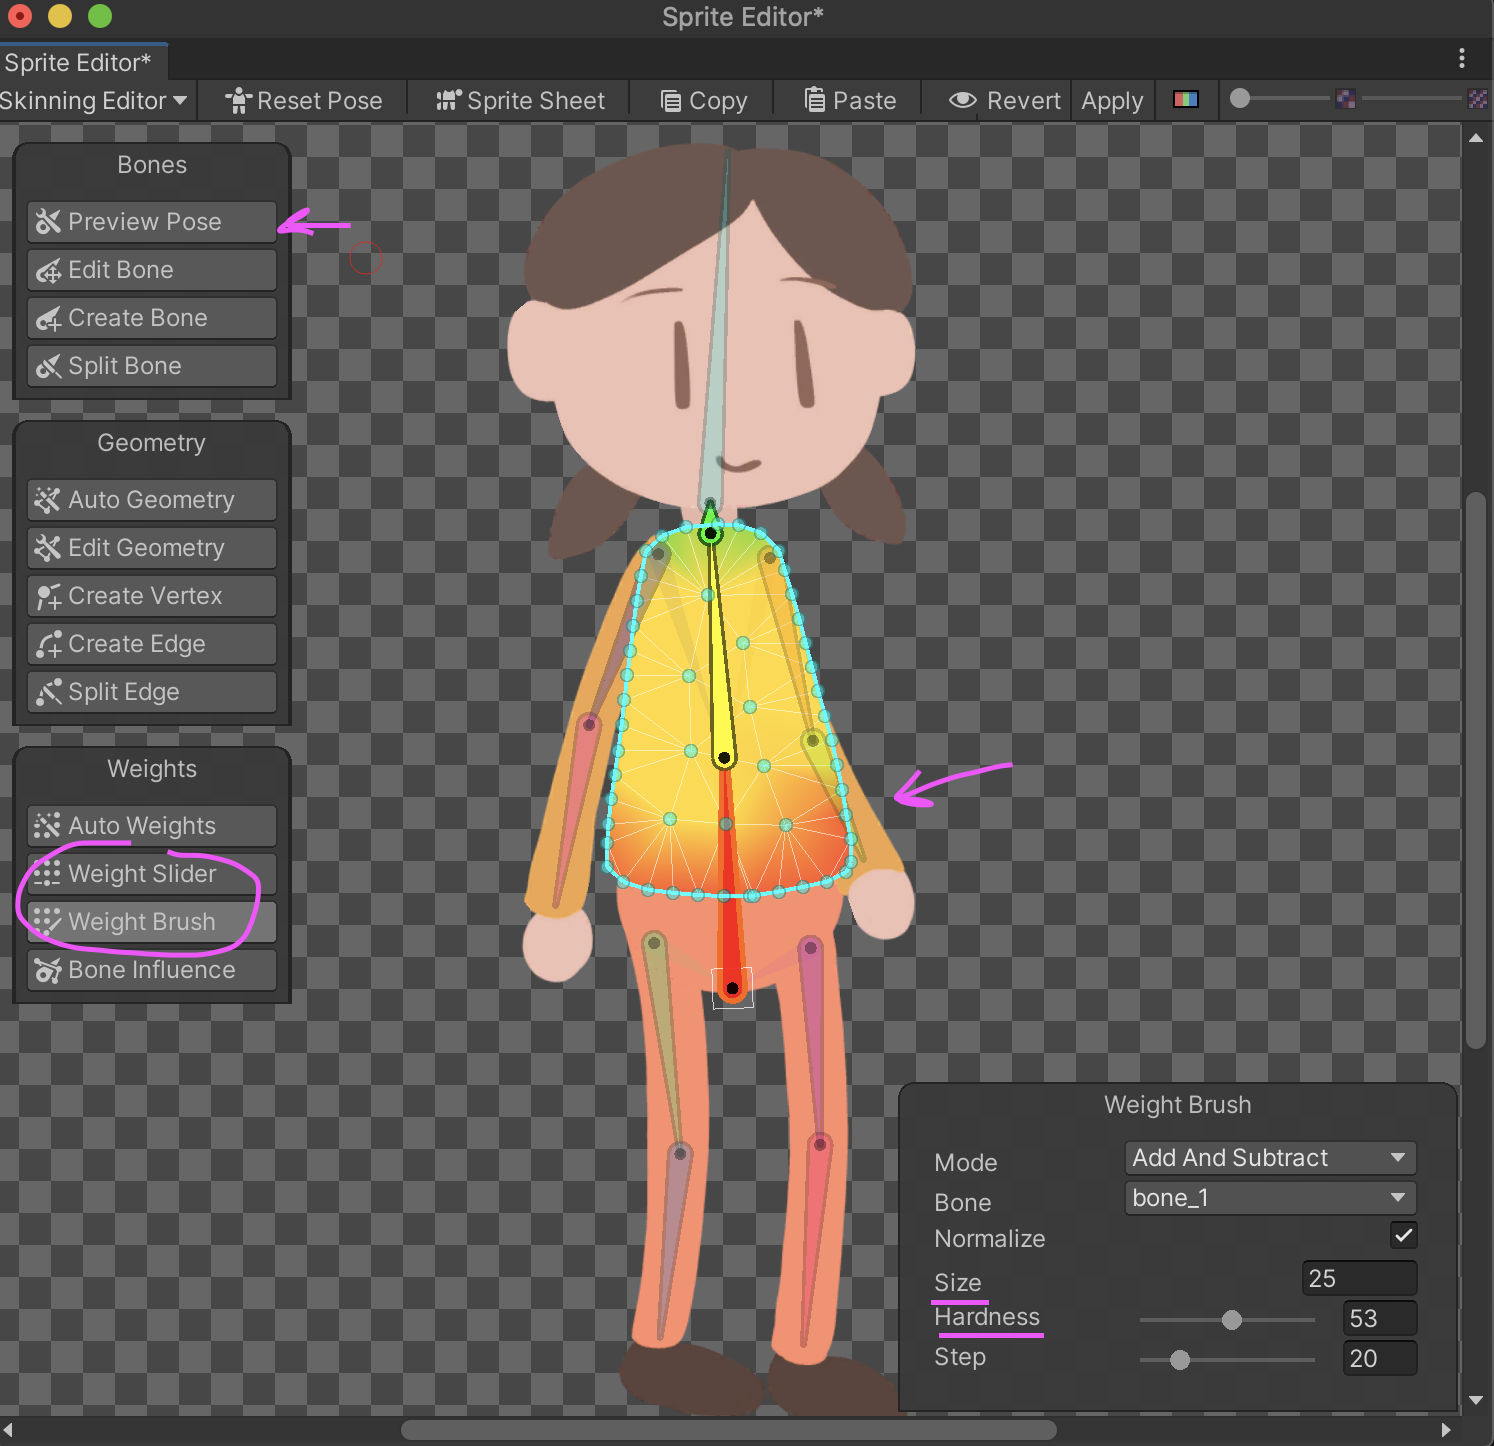 Sprite Editor*
Sprite Editor*
Skinning Editor Reset Pose Sprite Sheet Copy Paste Revert Apply
Bones
Preview Pose
Edit Bone
Create Bone
Split Bone
Geometry
Auto Geometry
Edit Geometry
Create Vertex
Create Edge
Split Edge
Weights
Auto Weights
Weight Slider
Weight Brush
Bone Influence
Weight Brush
Mode Add And Subtract
Bone bone_1
Normalize
Size 25
Hardness 53
Step 20